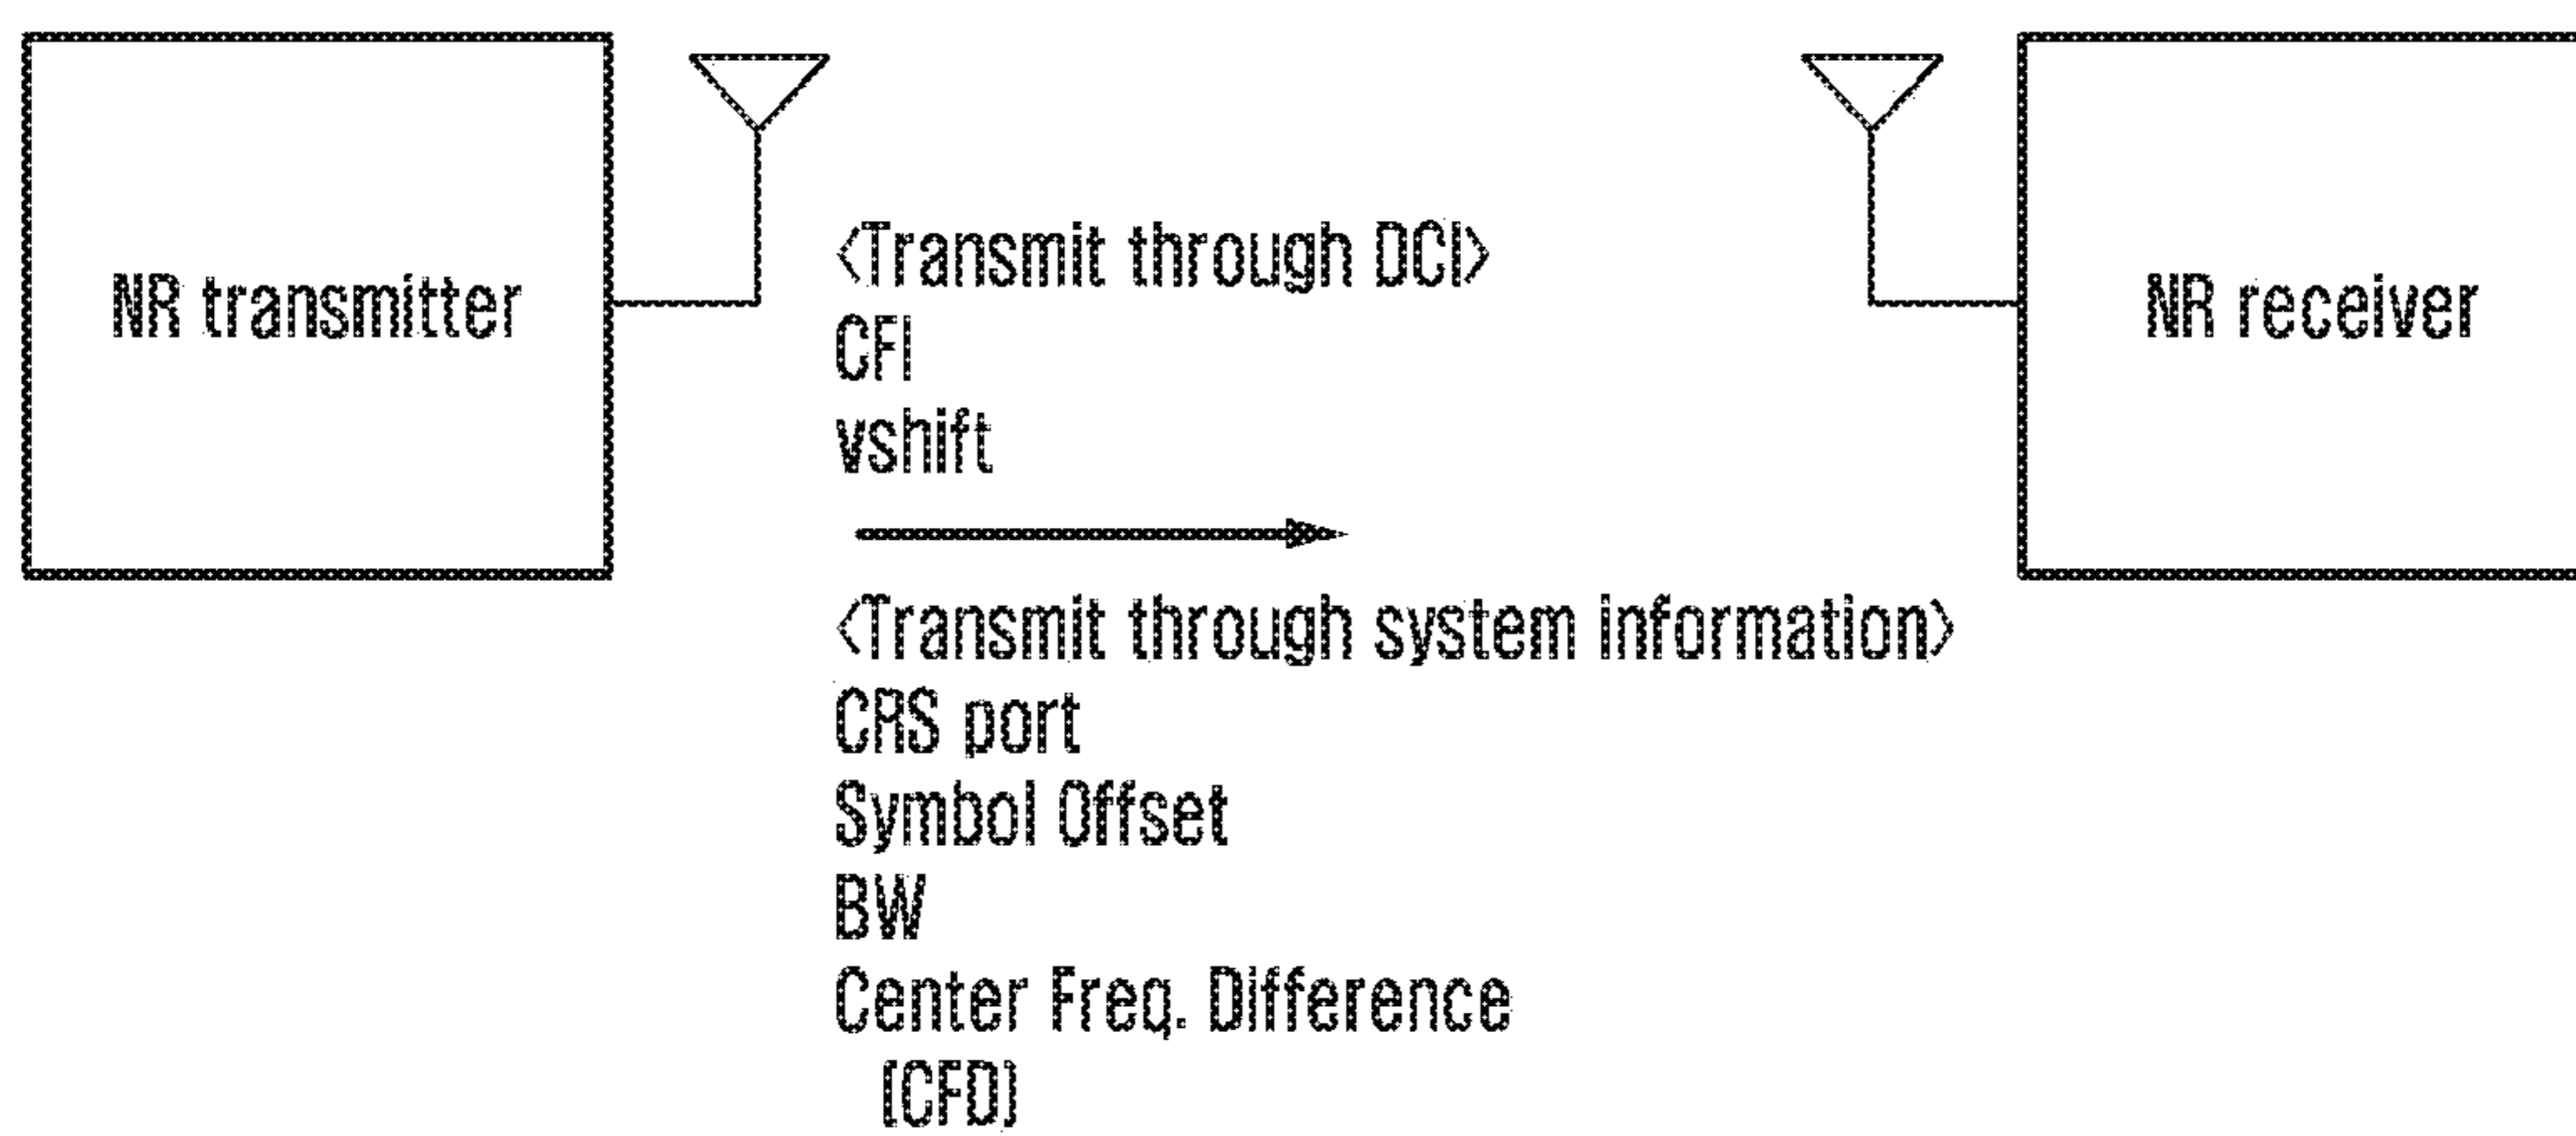 NR transmitter
<Transmit through DCI>
CFI
vshift
NR receiver
<Transmit through system information>
CRS port
Symbol Offset
BW
Center Freq. Difference
(CFD)